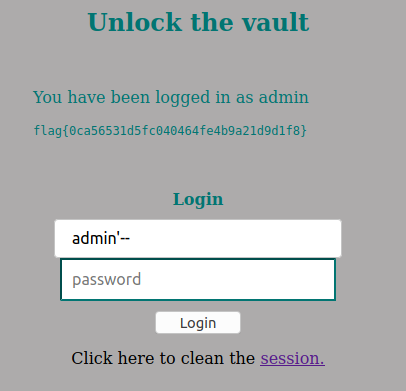 Unlock the vault
You have been logged in as admin
flag{0ca56531d5fc040464fe4b9a21d9d1f8}
Login
admin'--
password
Login
Click here to clean the session.